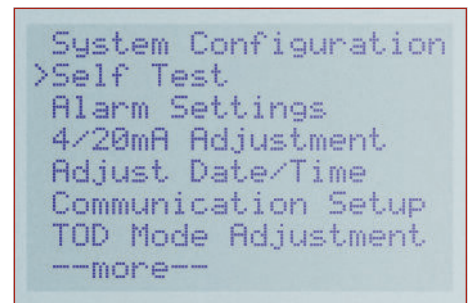 System Configuration
>Self Test
Alarm Settings
4/20mA Adjustment
Adjust Date/Time
Communication Setup
TOD Mode Adjustment
--more--